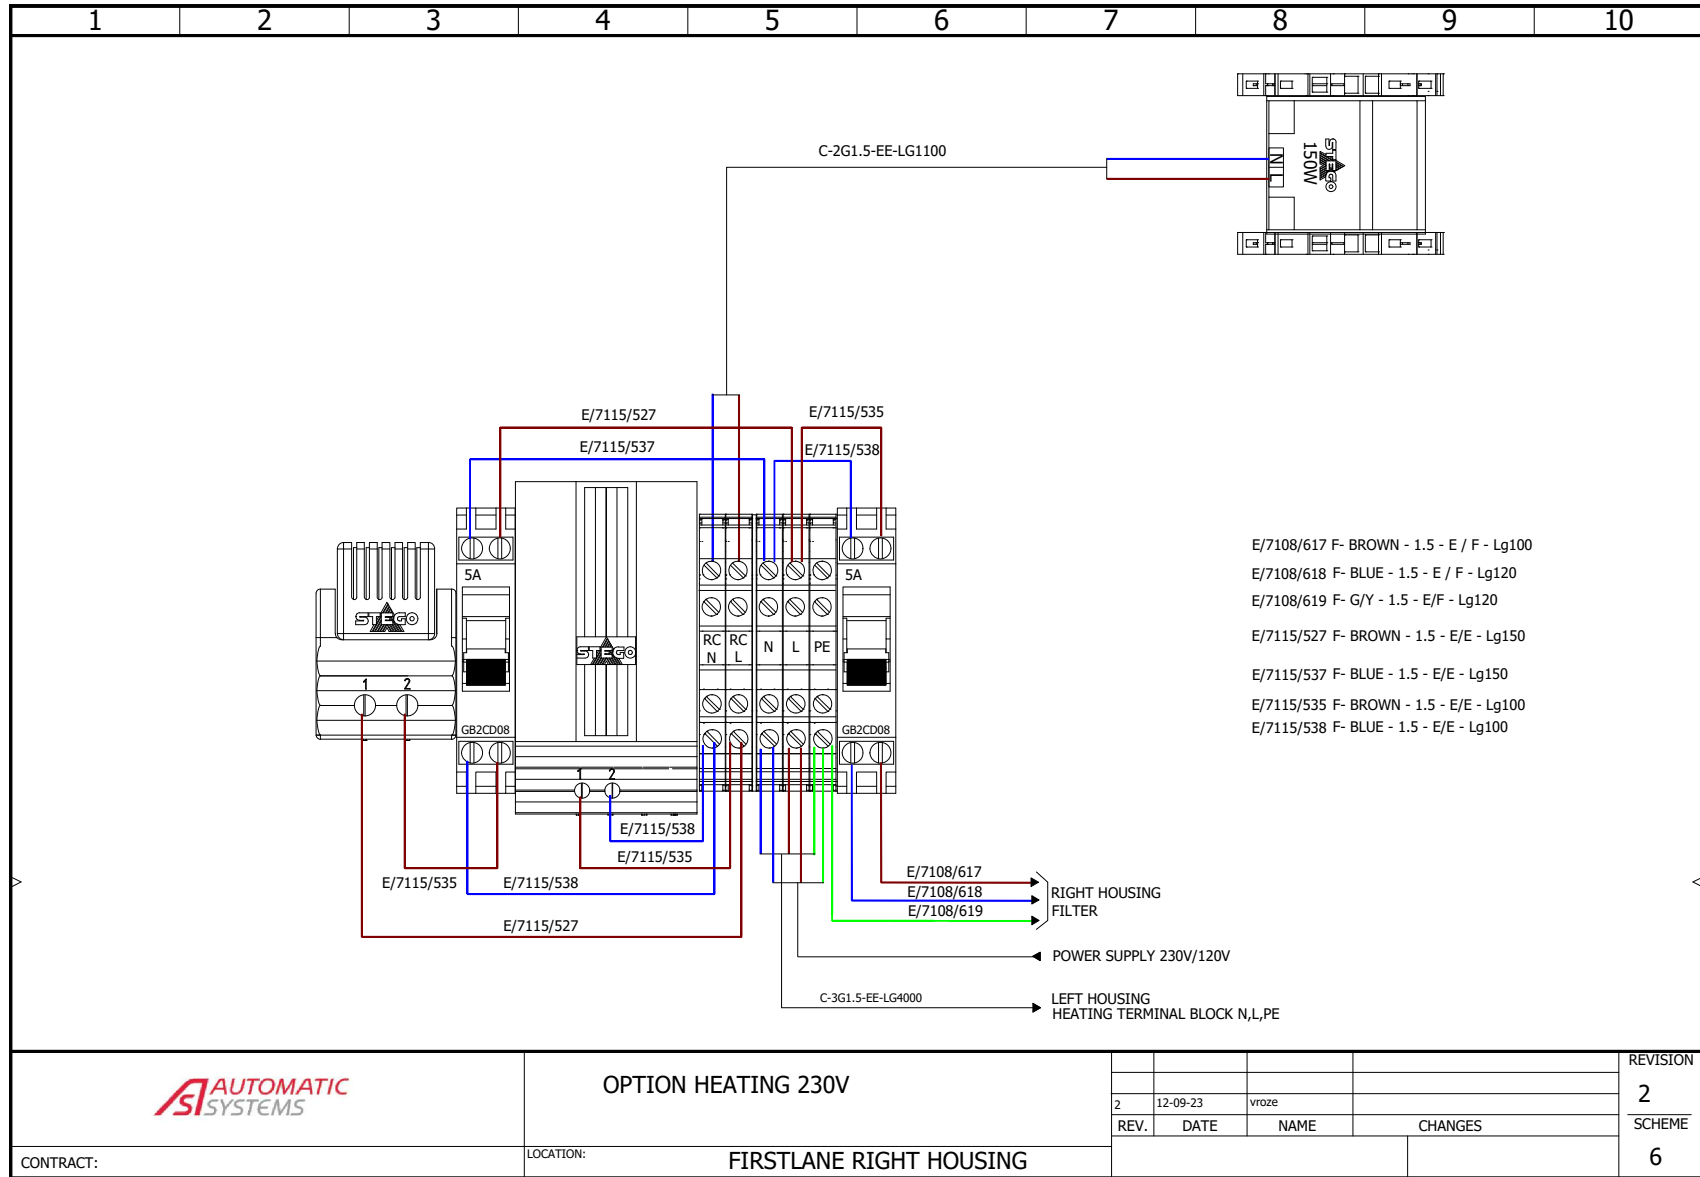 1 2 3 4 5 6 7 8 9 10
C-2G1.5-EE-LG1100
N L
STEGO
150W
E/7115/527
E/7115/535
E/7115/537
E/7115/538
5A
5A
STEGO
STEGO
RC N
RC L
N
L
PE
1 2
GB2CD08
GB2CD08
1 2
E/7115/538
E/7115/535
E/7115/535
E/7115/538
E/7115/527
E/7108/617
E/7108/618
E/7108/619
RIGHT HOUSING
FILTER
POWER SUPPLY 230V/120V
C-3G1.5-EE-LG4000
LEFT HOUSING
HEATING TERMINAL BLOCK N,L,PE
E/7108/617 F- BROWN - 1.5 - E / F - Lg100
E/7108/618 F- BLUE - 1.5 - E / F - Lg120
E/7108/619 F- G/Y - 1.5 - E/F - Lg120
E/7115/527 F- BROWN - 1.5 - E/E - Lg150
E/7115/537 F- BLUE - 1.5 - E/E - Lg150
E/7115/535 F- BROWN - 1.5 - E/E - Lg100
E/7115/538 F- BLUE - 1.5 - E/E - Lg100
AUTOMATIC
SYSTEMS
OPTION HEATING 230V
CONTRACT:
LOCATION:
FIRSTLANE RIGHT HOUSING
2 12-09-23 vroze
REV. DATE NAME CHANGES
REVISION
2
SCHEME
6